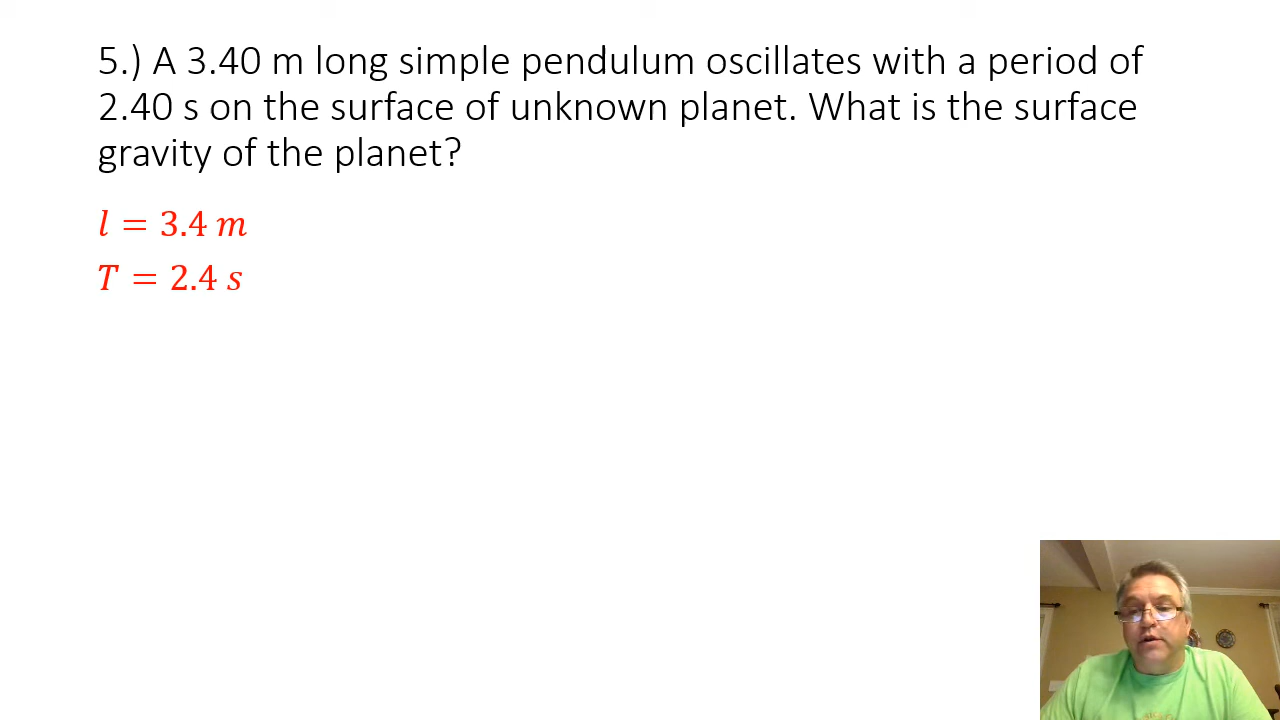 5.) A 3.40 m long simple pendulum oscillates with a period of
2.40 s on the surface of unknown planet. What is the surface
gravity of the planet?
l = 3.4 m
T = 2.4 s